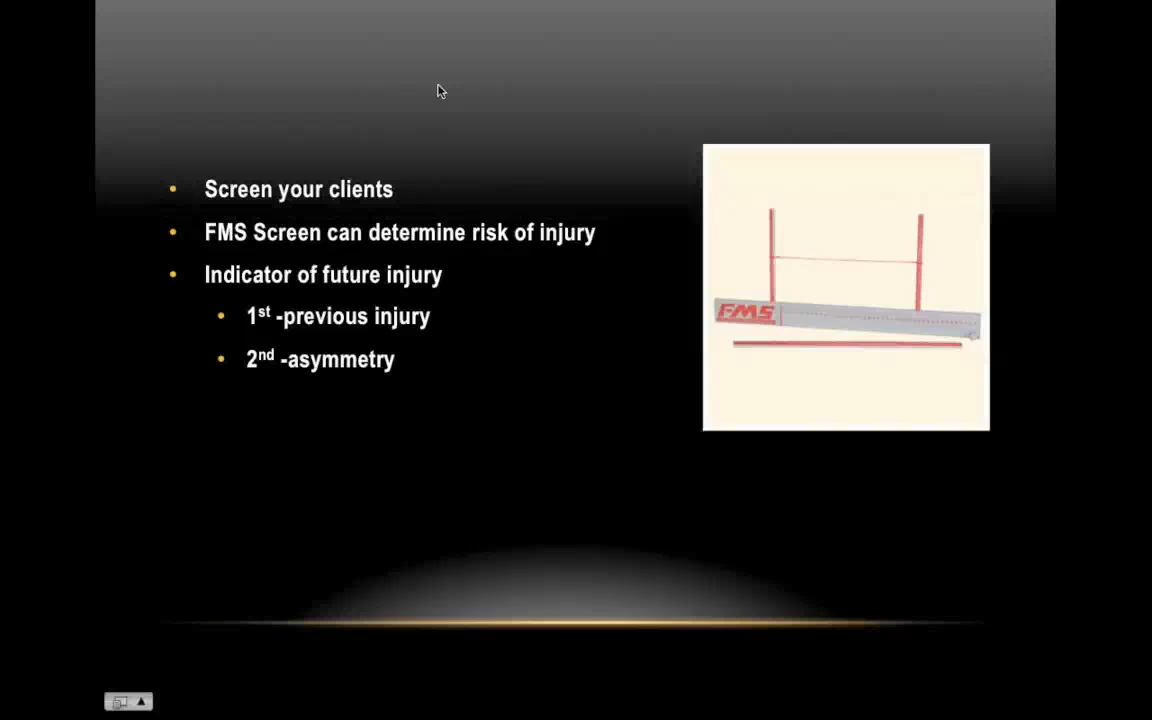 Screen your clients
FMS Screen can determine risk of injury
Indicator of future injury
1st -previous injury
2nd -asymmetry
FMS